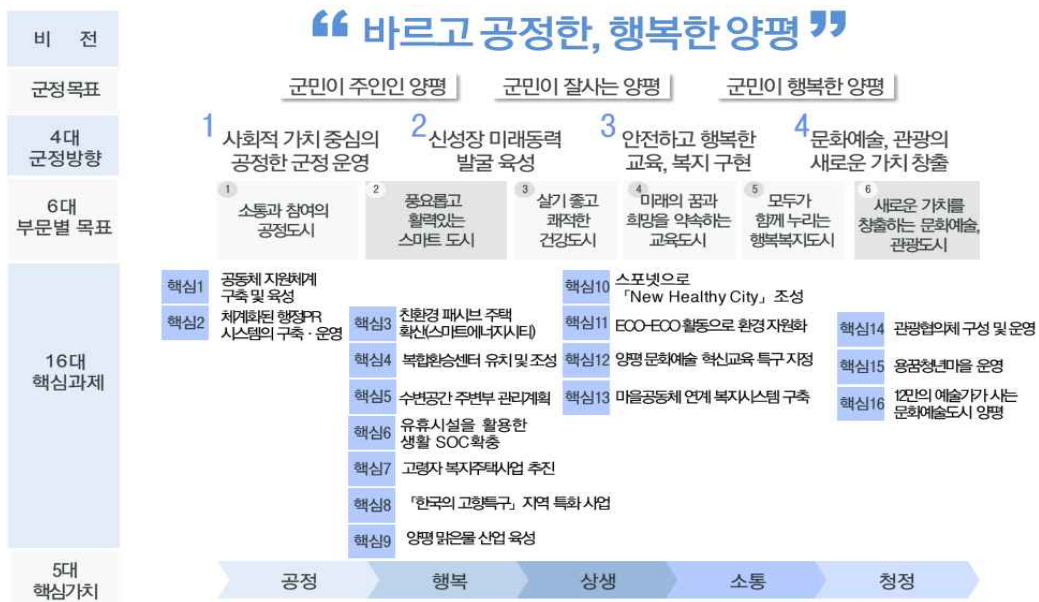 비 전
“ 바르고 공정한, 행복한 양평 ”
군정목표
군민이 주인인 양평
군민이 잘사는 양평
군민이 행복한 양평
4대
군정방향
1 사회적 가치 중심의
공정한 군정 운영
2 신성장 미래동력
발굴 육성
3 안전하고 행복한
교육, 복지 구현
4 문화예술, 관광의
새로운 가치 창출
6대
부문별 목표
1
소통과 참여의
공정도시
2
풍요롭고
활력있는
스마트 도시
3
살기 좋고
쾌적한
건강도시
4
미래의 꿈과
희망을 약속하는
교육도시
5
모두가
함께 누리는
행복복지도시
6
새로운 가치를
창출하는 문화예술,
관광도시
16대
핵심과제
핵심1 공동체 지원체계
구축 및 육성
핵심2 체계화된 행정PR
시스템의 구축·운영
핵심3 친환경 패시브 주택
확산(스마트에너지시티)
핵심4 복합환승센터 유치 및 조성
핵심5 수변공간 주변부 관리계획
핵심6 유휴시설을 활용한
생활 SOC확충
핵심7 고령자 복지주택사업 추진
핵심8 「한국의 고향특구」 지역 특화 사업
핵심9 양평 맑은물 산업 육성
핵심10 스포넷으로
「New Healthy City」 조성
핵심11 ECO-ECO활동으로 환경 자원화
핵심12 양평 문화예술 혁신교육 특구 지정
핵심13 마을공동체 연계 복지시스템 구축
핵심14 관광협의체 구성 및 운영
핵심15 용꿈청년마을 운영
핵심16 12만의 예술가가 사는
문화예술도시 양평
5대
핵심가치
공정
행복
상생
소통
청정